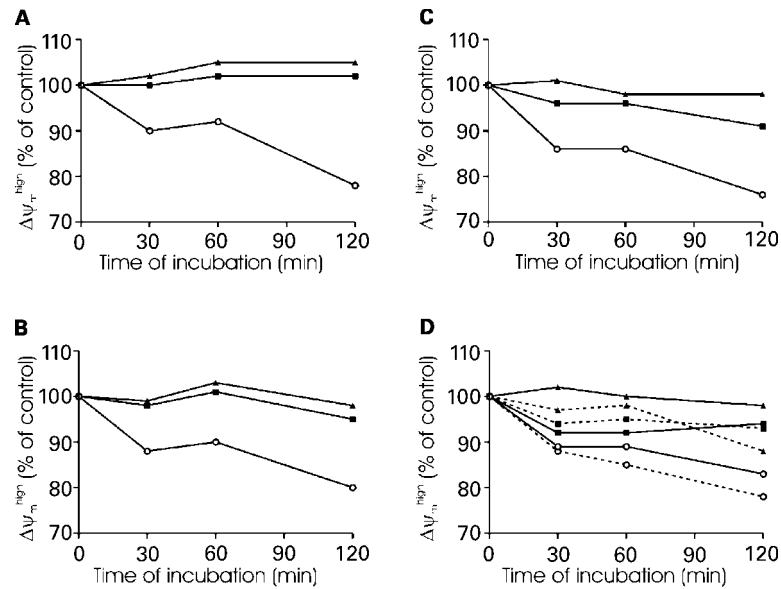 A
110
100
90
80
70
Δψm high (% of control)
0 30 60 90 120
Time of incubation (min)
C
110
100
90
80
70
Δψm high (% of control)
0 30 60 90 120
Time of incubation (min)
B
110
100
90
80
70
Δψm high (% of control)
0 30 60 90 120
Time of incubation (min)
D
110
100
90
80
70
Δψm high (% of control)
0 30 60 90 120
Time of incubation (min)